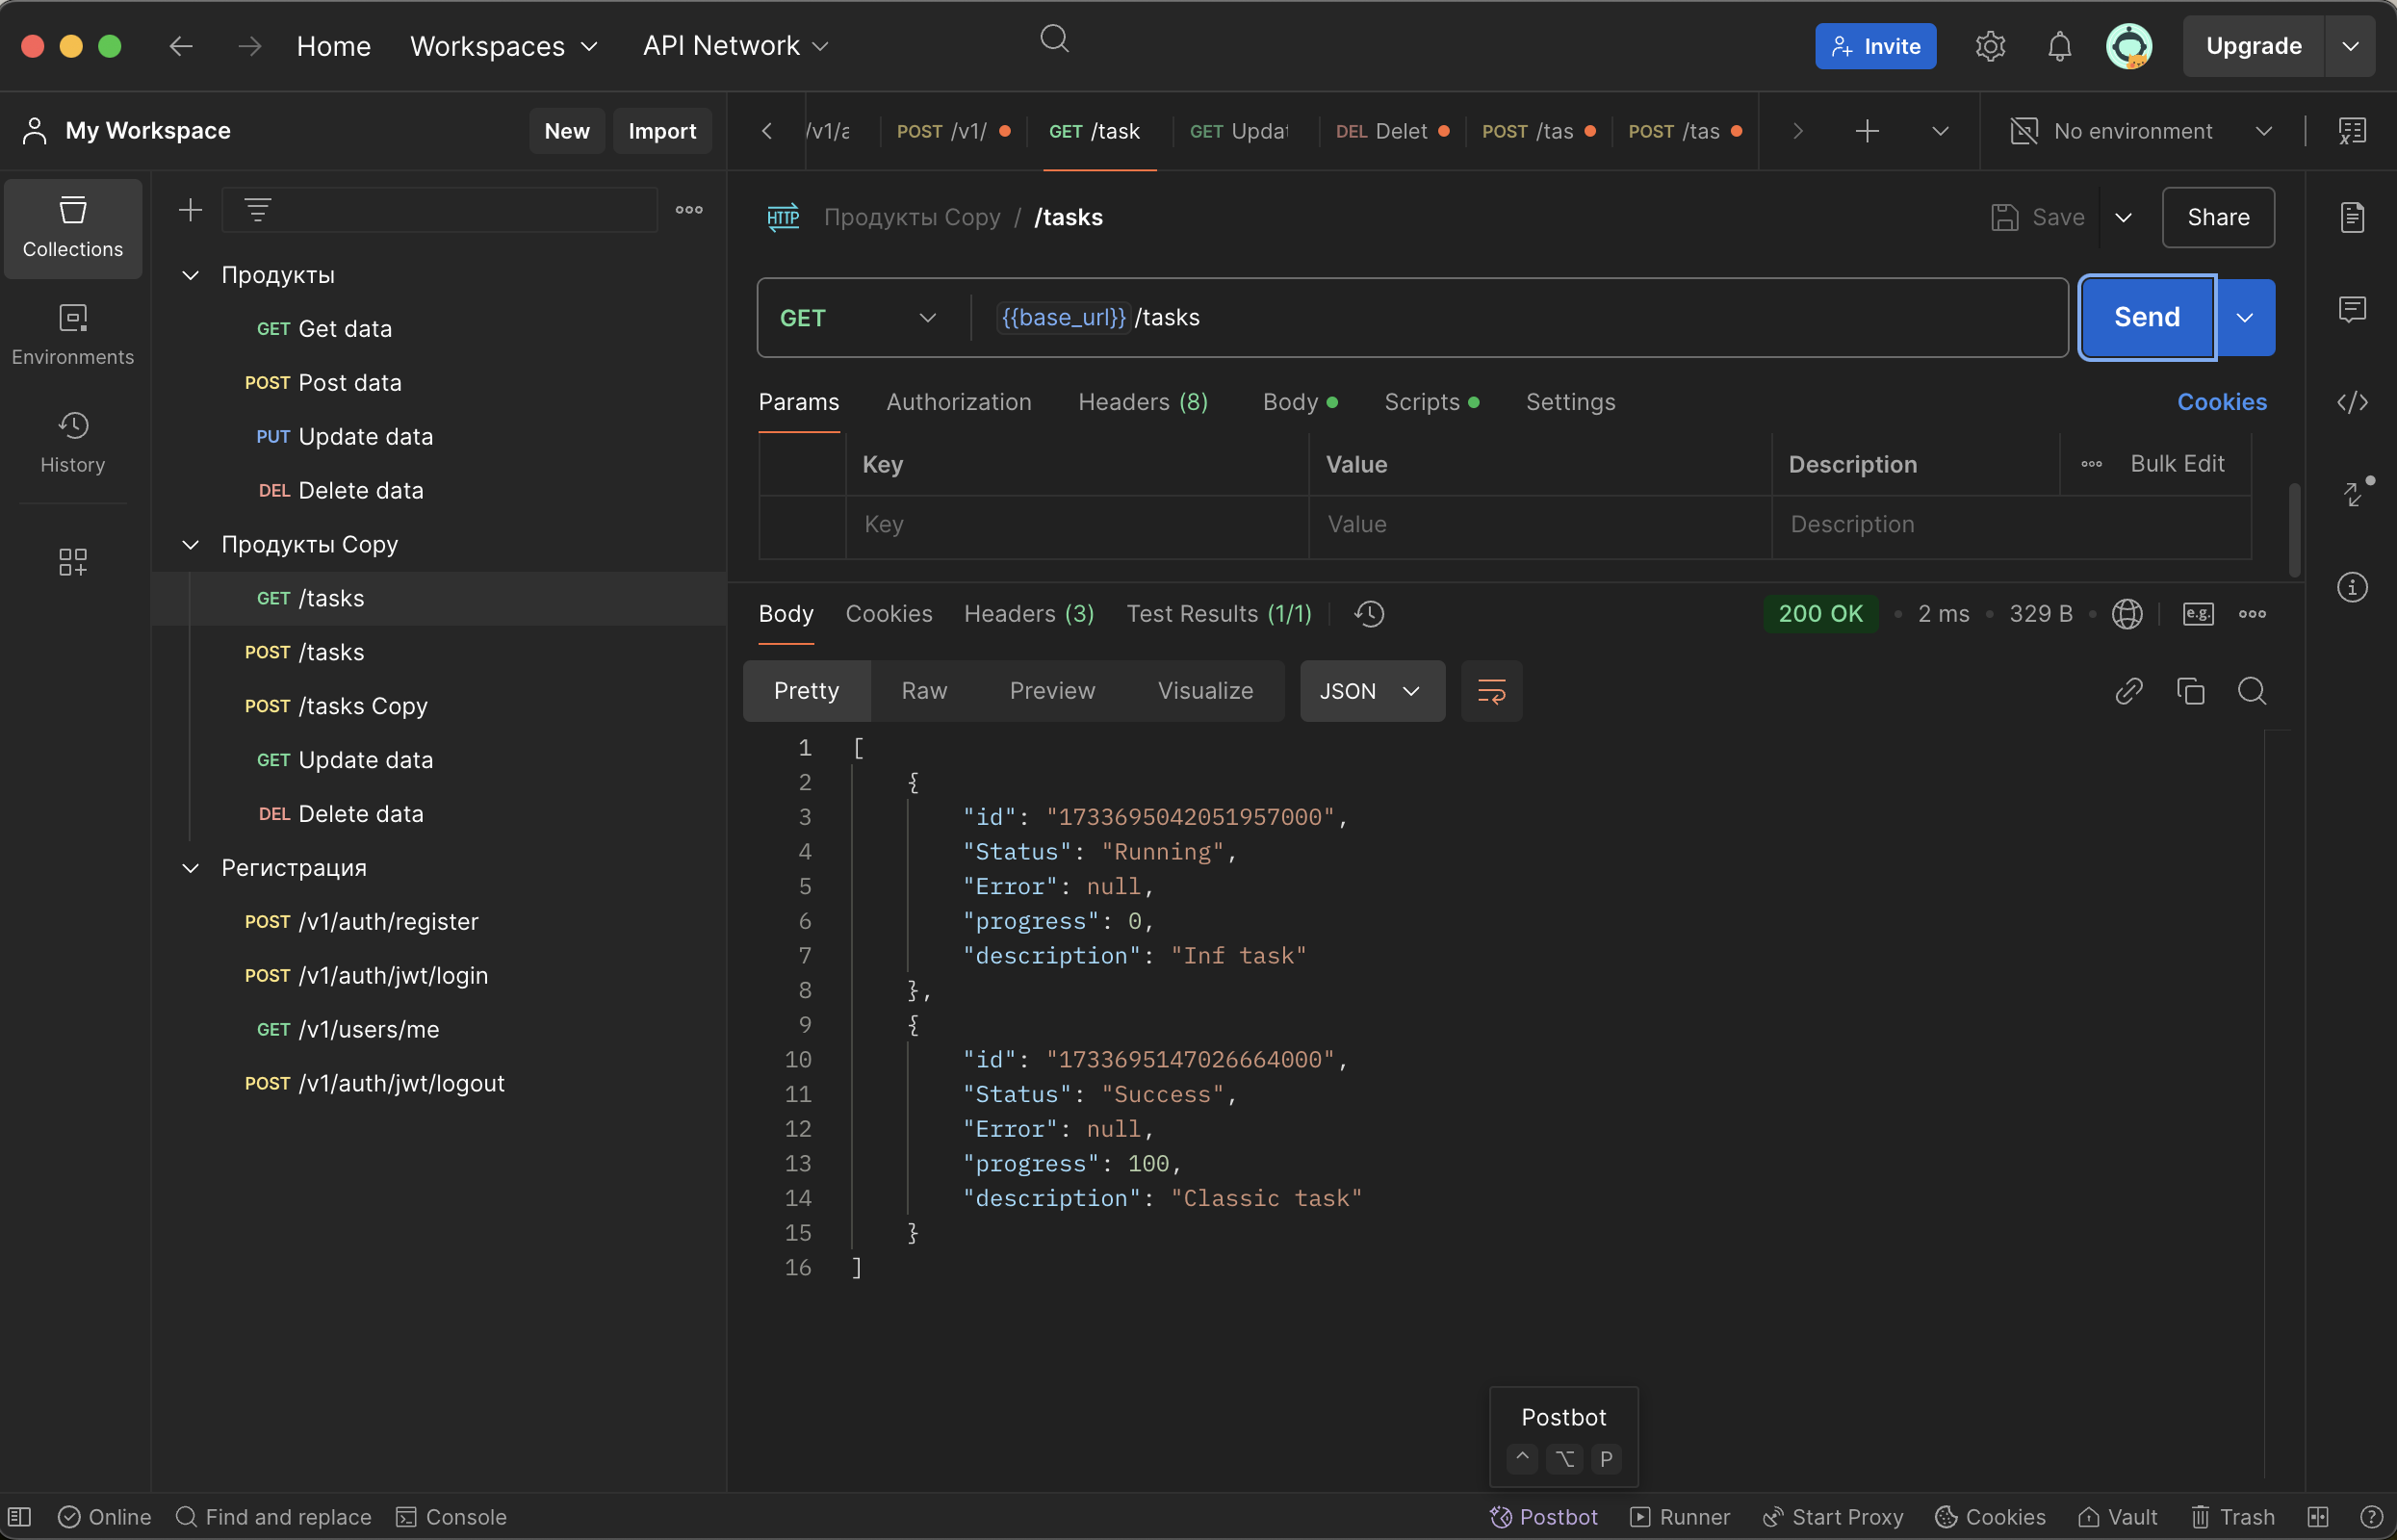 Home Workspaces API Network Invite Upgrade
My Workspace New Import
/v1/a POST /v1/ GET /task GET Updat DEL Delet POST /tas POST /tas No environment
Collections
Environments
History
Продукты
GET Get data
POST Post data
PUT Update data
DEL Delete data
Продукты Copy
GET /tasks
POST /tasks
POST /tasks Copy
GET Update data
DEL Delete data
Регистрация
POST /v1/auth/register
POST /v1/auth/jwt/login
GET /v1/users/me
POST /v1/auth/jwt/logout
HTTP Продукты Copy / /tasks Save Share
GET {{base_url}} /tasks Send
Params Authorization Headers (8) Body Scripts Settings Cookies
Key Value Description Bulk Edit
Key Value Description
Body Cookies Headers (3) Test Results (1/1) 200 OK 2 ms 329 B e.g.
Pretty Raw Preview Visualize JSON
1 [
2 {
3 "id": "1733695042051957000",
4 "Status": "Running",
5 "Error": null,
6 "progress": 0,
7 "description": "Inf task"
8 },
9 {
10 "id": "1733695147026664000",
11 "Status": "Success",
12 "Error": null,
13 "progress": 100,
14 "description": "Classic task"
15 }
16 ]
Postbot
^ ⌥ P
Online Find and replace Console Postbot Runner Start Proxy Cookies Vault Trash